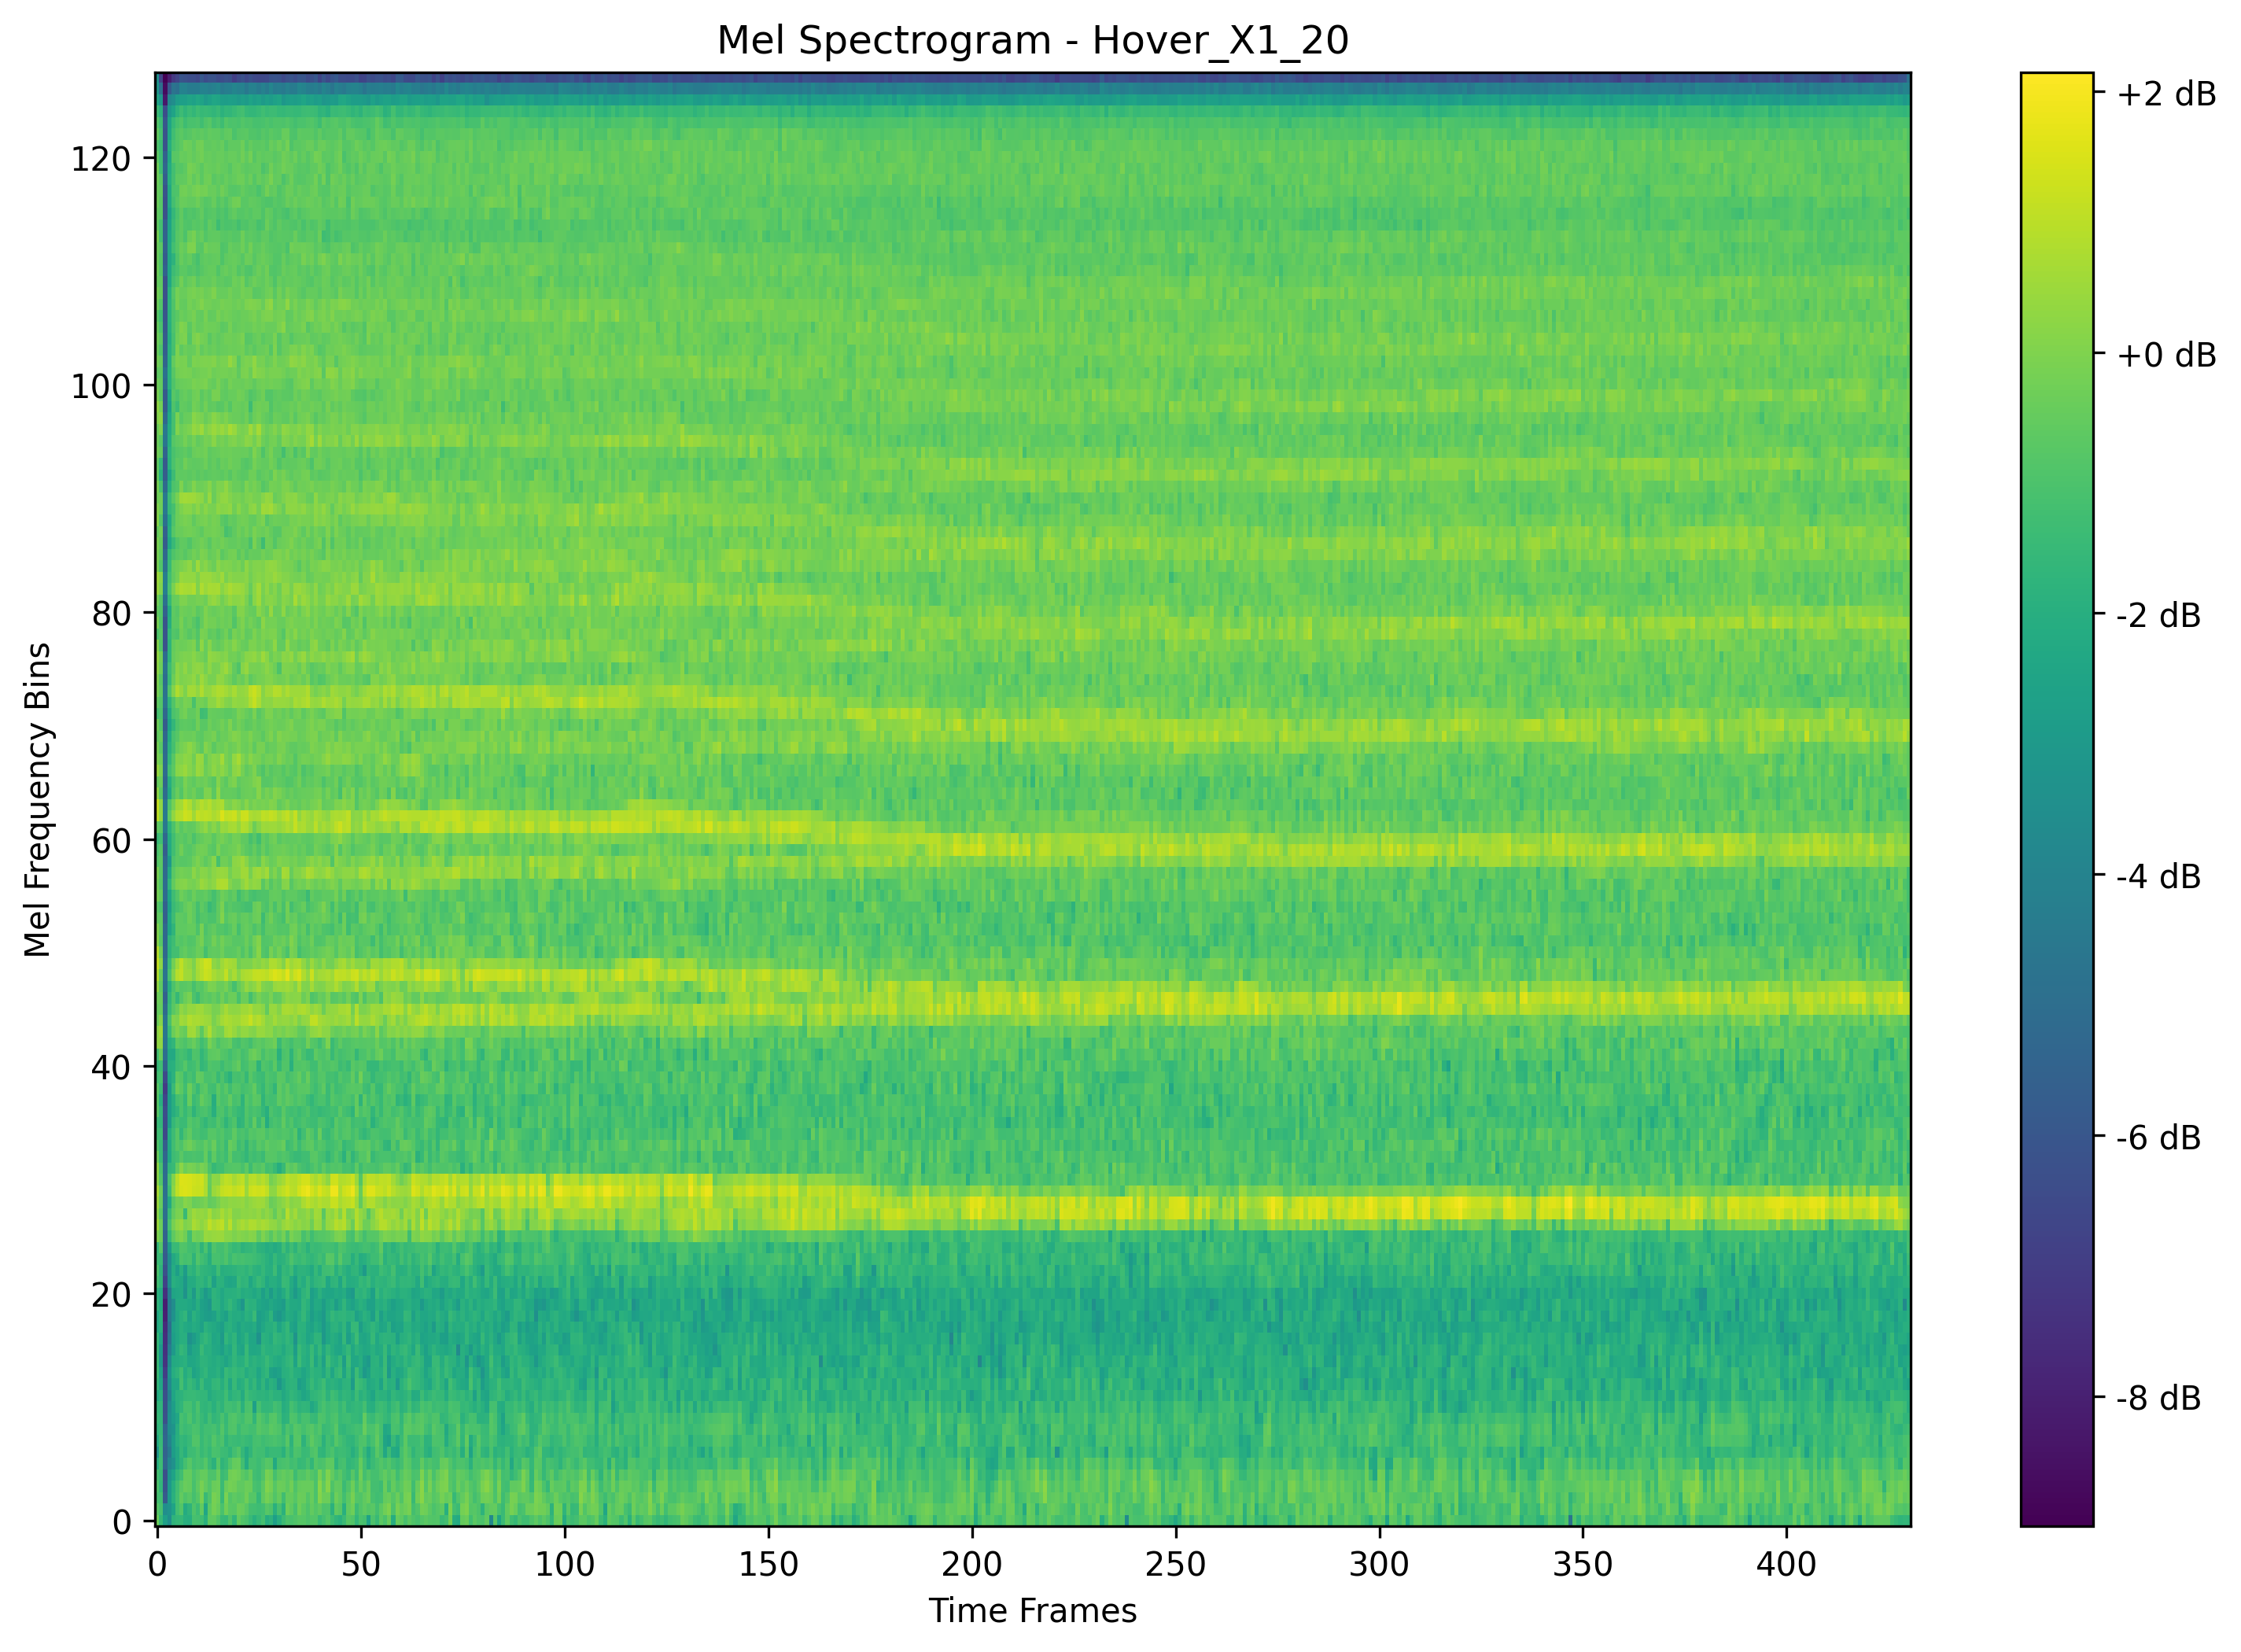 Mel Spectrogram - Hover_X1_20
Mel Frequency Bins
120
100
80
60
40
20
0
0 50 100 150 200 250 300 350 400
Time Frames
+2 dB
+0 dB
-2 dB
-4 dB
-6 dB
-8 dB